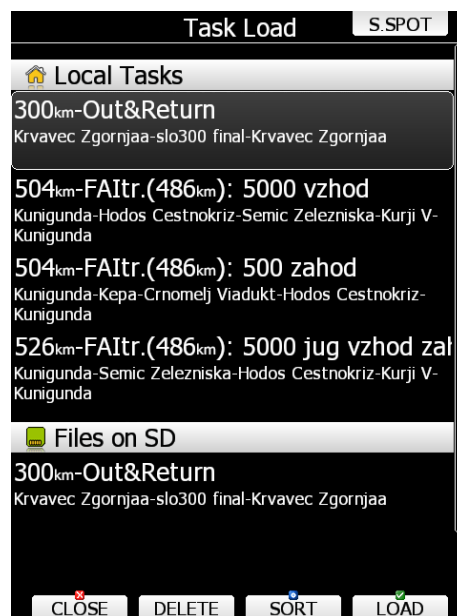 Task Load
S.SPOT
Local Tasks
300km-Out&Return
Krvavec Zgornjaa-slo300 final-Krvavec Zgornjaa
504km-FAItr.(486km): 5000 vzhod
Kunigunda-Hodos Cestnokriz-Semic Zelezniska-Kurji V-
Kunigunda
504km-FAItr.(486km): 500 zahod
Kunigunda-Kepa-Crnomelj Viadukt-Hodos Cestnokriz-
Kunigunda
526km-FAItr.(486km): 5000 jug vzhod zah
Kunigunda-Semic Zelezniska-Hodos Cestnokriz-Kurji V-
Kunigunda
Files on SD
300km-Out&Return
Krvavec Zgornjaa-slo300 final-Krvavec Zgornjaa
CLOSE DELETE SORT LOAD